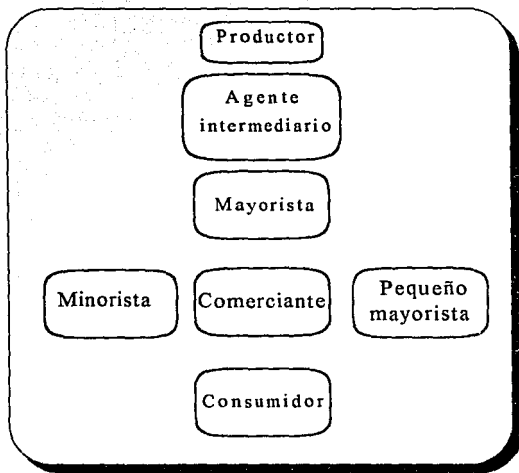 Productor
Agente
intermediario
Mayorista
Minorista
Comerciante
Pequeño
mayorista
Consumidor